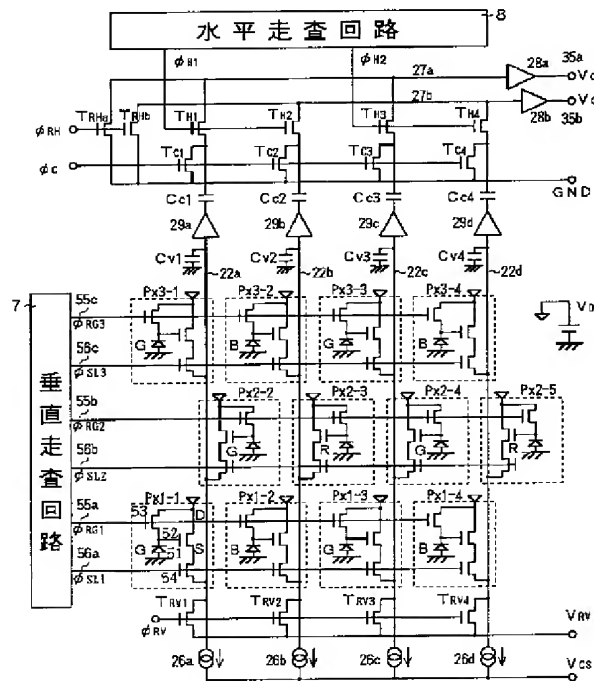 水平走査回路 8
ΦH1 ΦH2 27a 28a 35a
27b 28b 35b
TRHa TRHb TH1 TH2 TH3 TH4
ΦRH
TC1 TC2 TC3 TC4
ΦC
GND
Cc1 Cc2 Cc3 Cc4
29a 29b 29c 29d
Cv1 Cv2 Cv3 Cv4
22a 22b 22c 22d
7
垂直走査回路
55c Px3-1 Px3-2 Px3-3 Px3-4
ΦRG3
56c G B G B
ΦSL3
55b Px2-2 Px2-3 Px2-4 Px2-5
ΦRG2
56b G R G R
ΦSL2
55a Px1-1 Px1-2 Px1-3 Px1-4
53 D
ΦRG1
52 S
56a G 51 B G B
ΦSL1 54
TRV1 TRV2 TRV3 TRV4
ΦRV
VRV
26a 26b 26c 26d
VCS